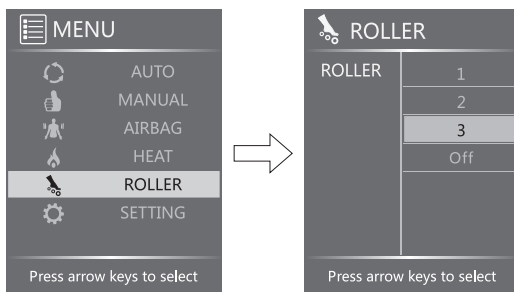 MENU
AUTO
MANUAL
AIRBAG
HEAT
ROLLER
SETTING
Press arrow keys to select
ROLLER
ROLLER
1
2
3
Off
Press arrow keys to select